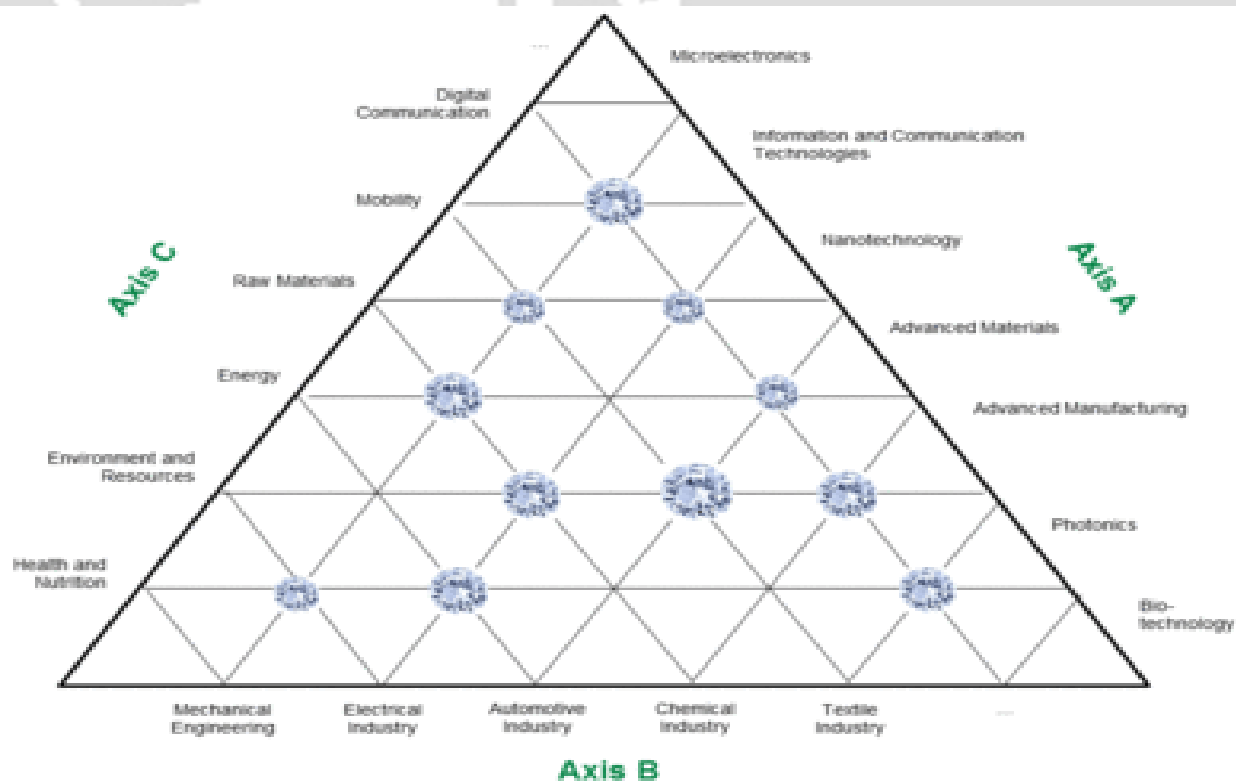 ...
Microelectronics
Digital
Communication
Information and Communication
Technologies
Mobility
Nanotechnology
Axis C
Axis A
Raw Materials
Advanced Materials
Energy
Advanced Manufacturing
Environment and
Resources
Photonics
Health and
Nutrition
Bio-
technology
Mechanical
Engineering
Electrical
Industry
Automotive
Industry
Chemical
Industry
Textile
Industry
...
Axis B